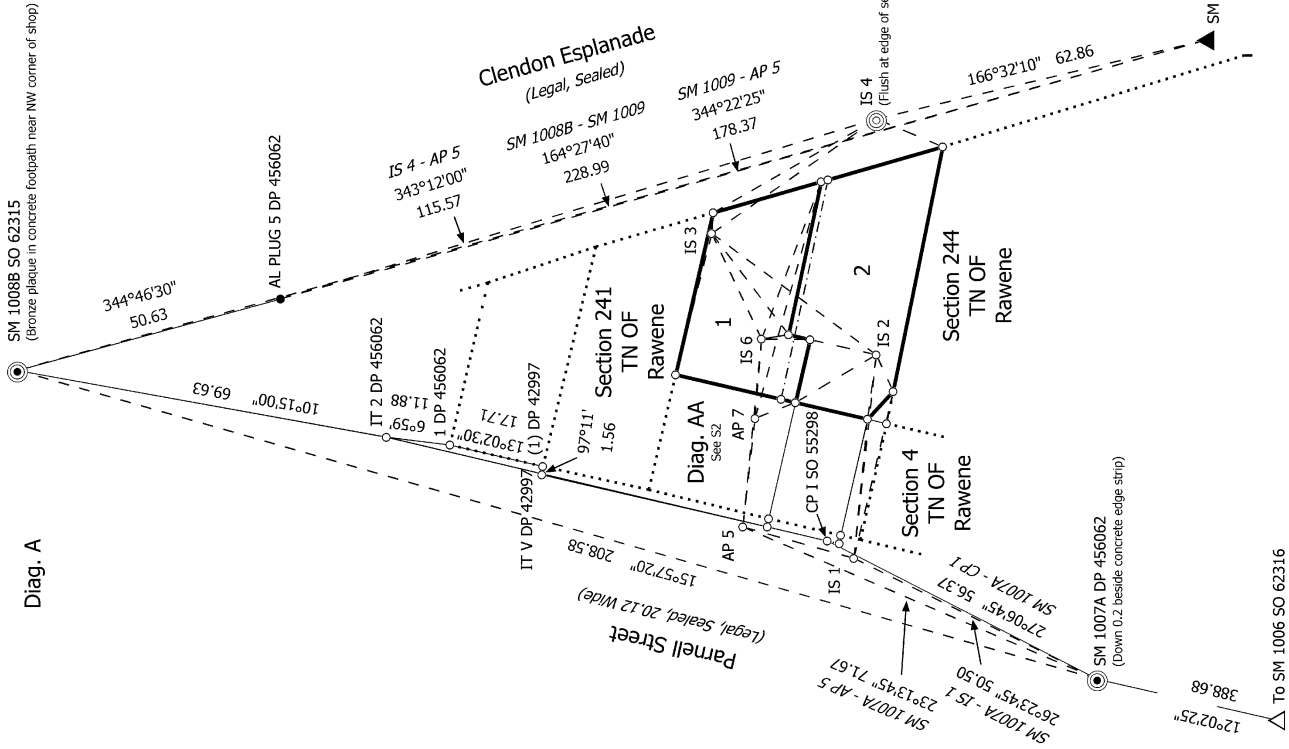 Diag. A
SM 1008B SO 62315
(Bronze plaque in concrete footpath near NW corner of shop)
344°46'30"
50.63
AL PLUG 5 DP 456062
Clendon Esplanade
(Legal, Sealed)
IS 4 - AP 5
343°12'00"
115.57
SM 1008B - SM 1009
164°27'40"
228.99
SM 1009 - AP 5
344°22'25"
178.37
IS 4
(Flush at edge of
166°32'10" 62.86
SM
69.63
10°15'00"
IT 2 DP 456062
11.88
6°59'
1 DP 456062
17.71
13°02'30"
(1) DP 42997
IT V DP 42997
97°11'
1.56
Section 241
TN OF
Rawene
IS 3
1
IS 6
2
IS 2
Section 244
TN OF
Rawene
Diag. AA
See S2
AP 7
CP I SO 55298
Section 4
TN OF
Rawene
AP 5
IS 1
208.58
15°57'20"
Parnell Street
(Legal, Sealed, 20.12 Wide)
SM 1007A - CP I
27°06'45" 56.37
SM 1007A - AP 5
23°13'45" 71.67
SM 1007A - IS 1
26°23'45" 50.50
SM 1007A DP 456062
(Down 0.2 beside concrete edge strip)
388.68
12°02'25"
To SM 1006 SO 62316